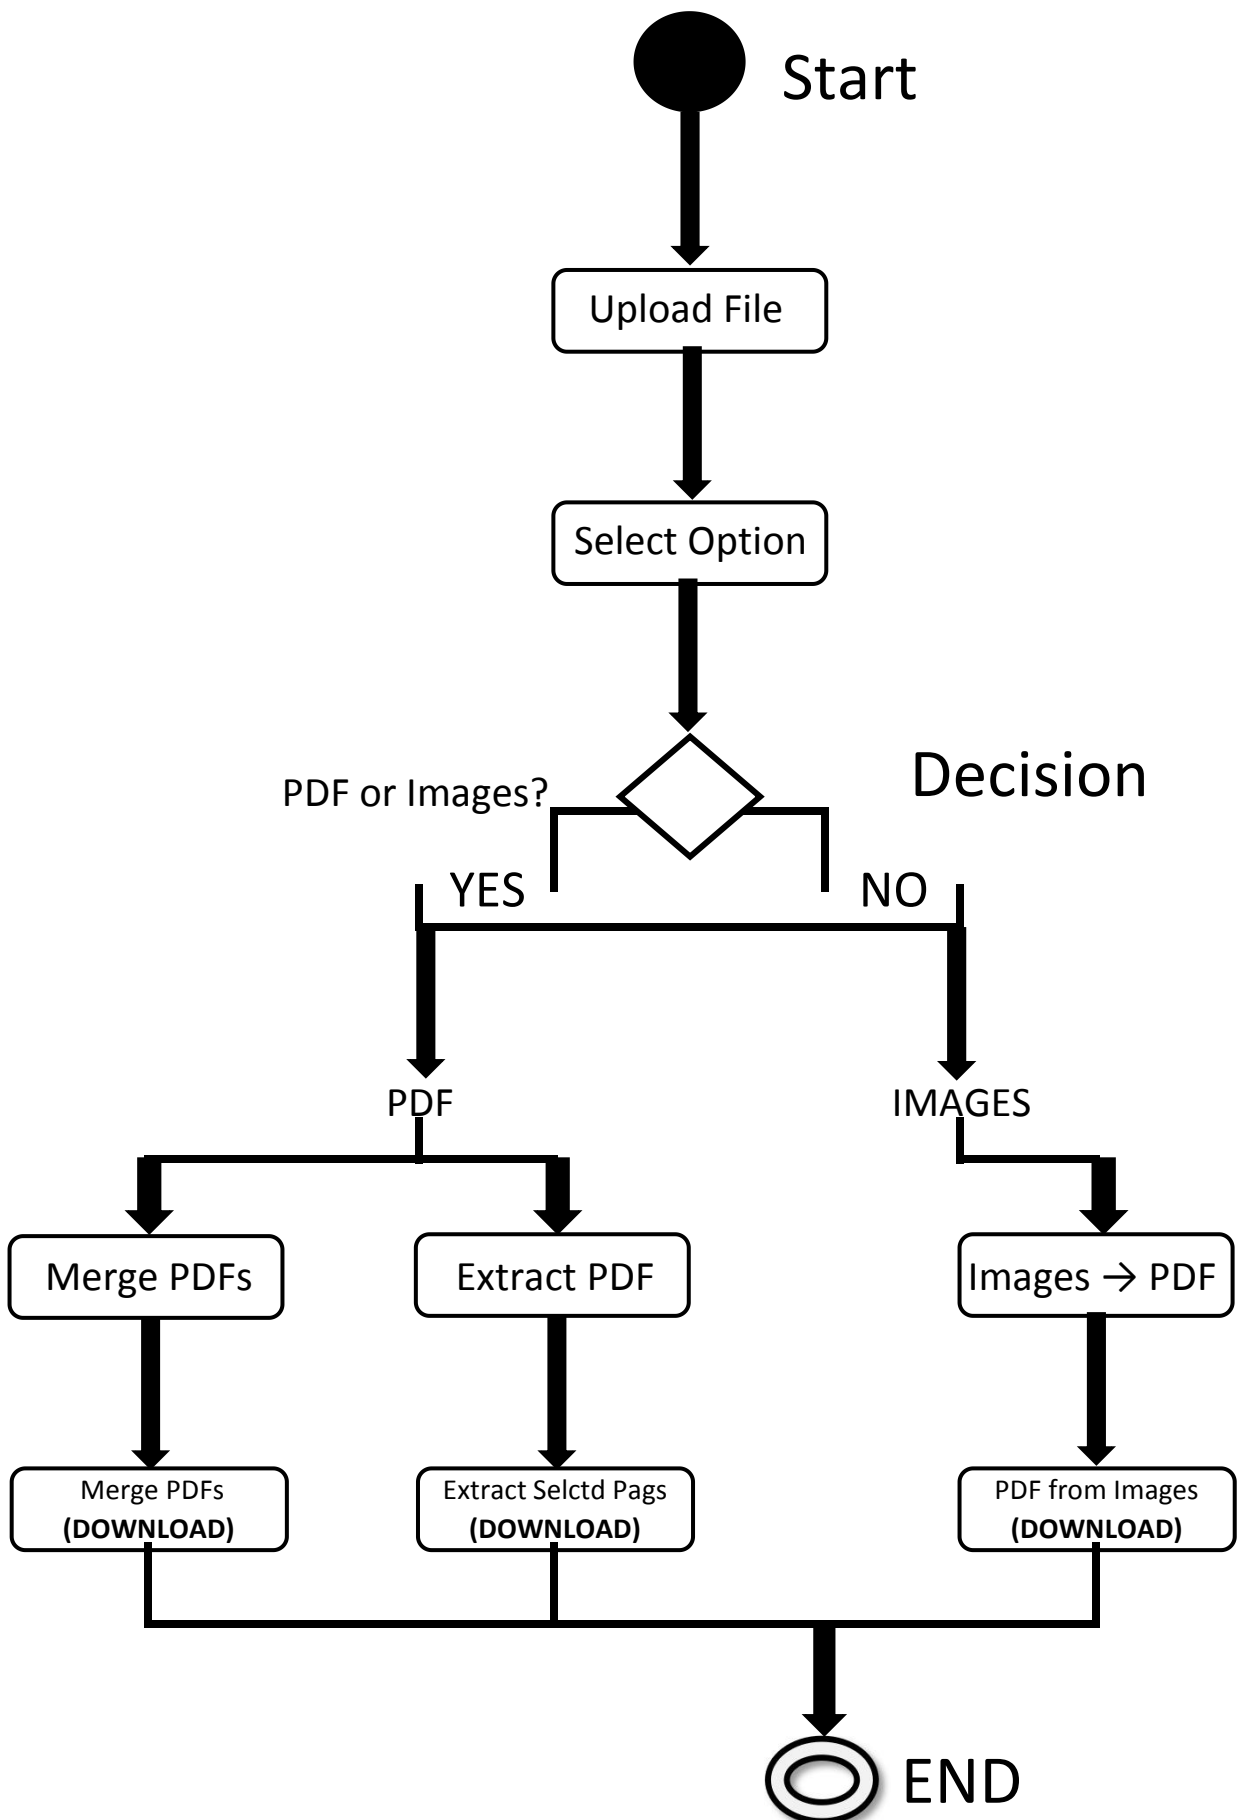 Start
Upload File
Select Option
PDF or Images?
Decision
YES
NO
PDF
IMAGES
Merge PDFs
Extract PDF
Images → PDF
Merge PDFs
(DOWNLOAD)
Extract Selctd Pags
(DOWNLOAD)
PDF from Images
(DOWNLOAD)
END